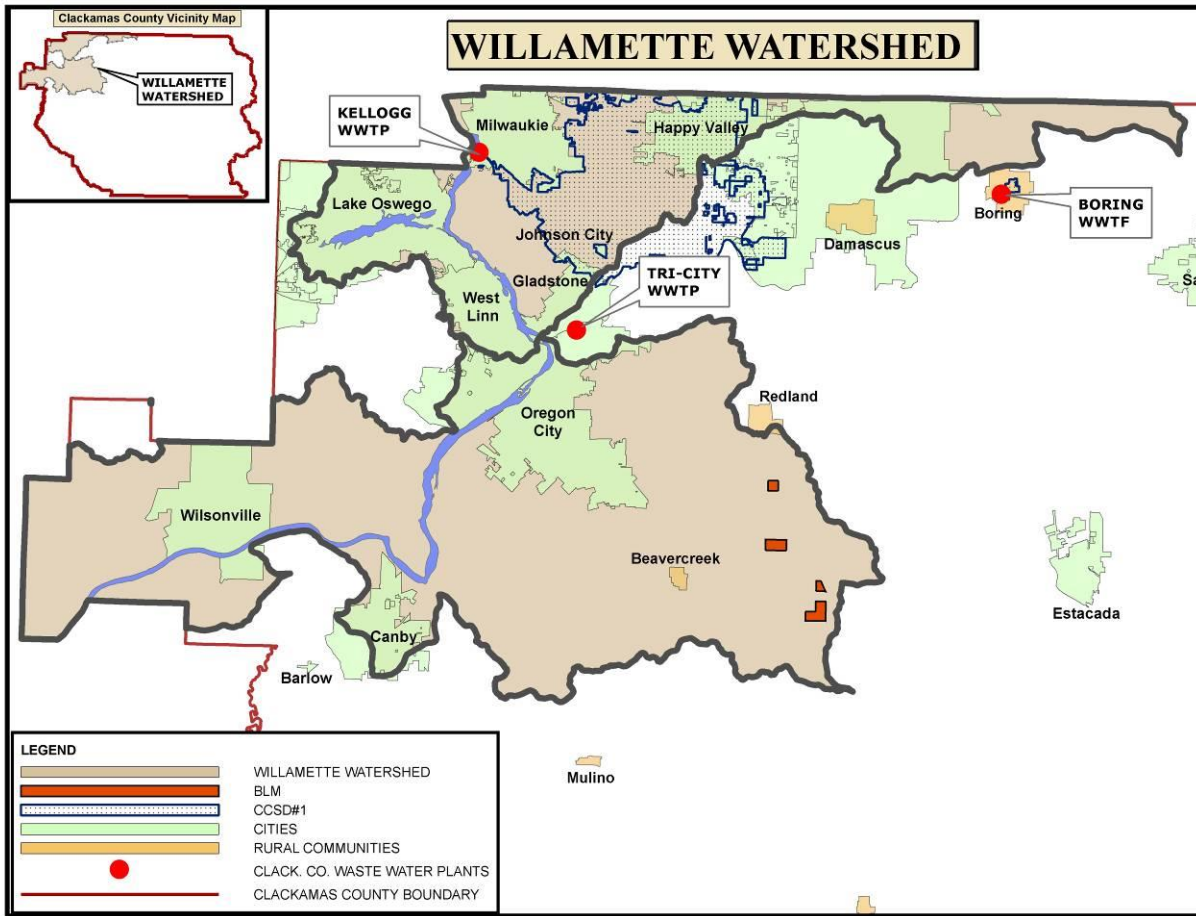 Clackamas County Vicinity Map
WILLAMETTE
WATERSHED
WILLAMETTE WATERSHED
KELLOGG
WWTP
Milwaukie
Happy Valley
Lake Oswego
Johnson City
Damascus
Boring
BORING
WWTF
Gladstone
TRI-CITY
WWTP
West
Linn
Sa
Redland
Oregon
City
Wilsonville
Beavercreek
Estacada
Canby
Barlow
Mulino
LEGEND
WILLAMETTE WATERSHED
BLM
CCSD#1
CITIES
RURAL COMMUNITIES
CLACK. CO. WASTE WATER PLANTS
CLACKAMAS COUNTY BOUNDARY